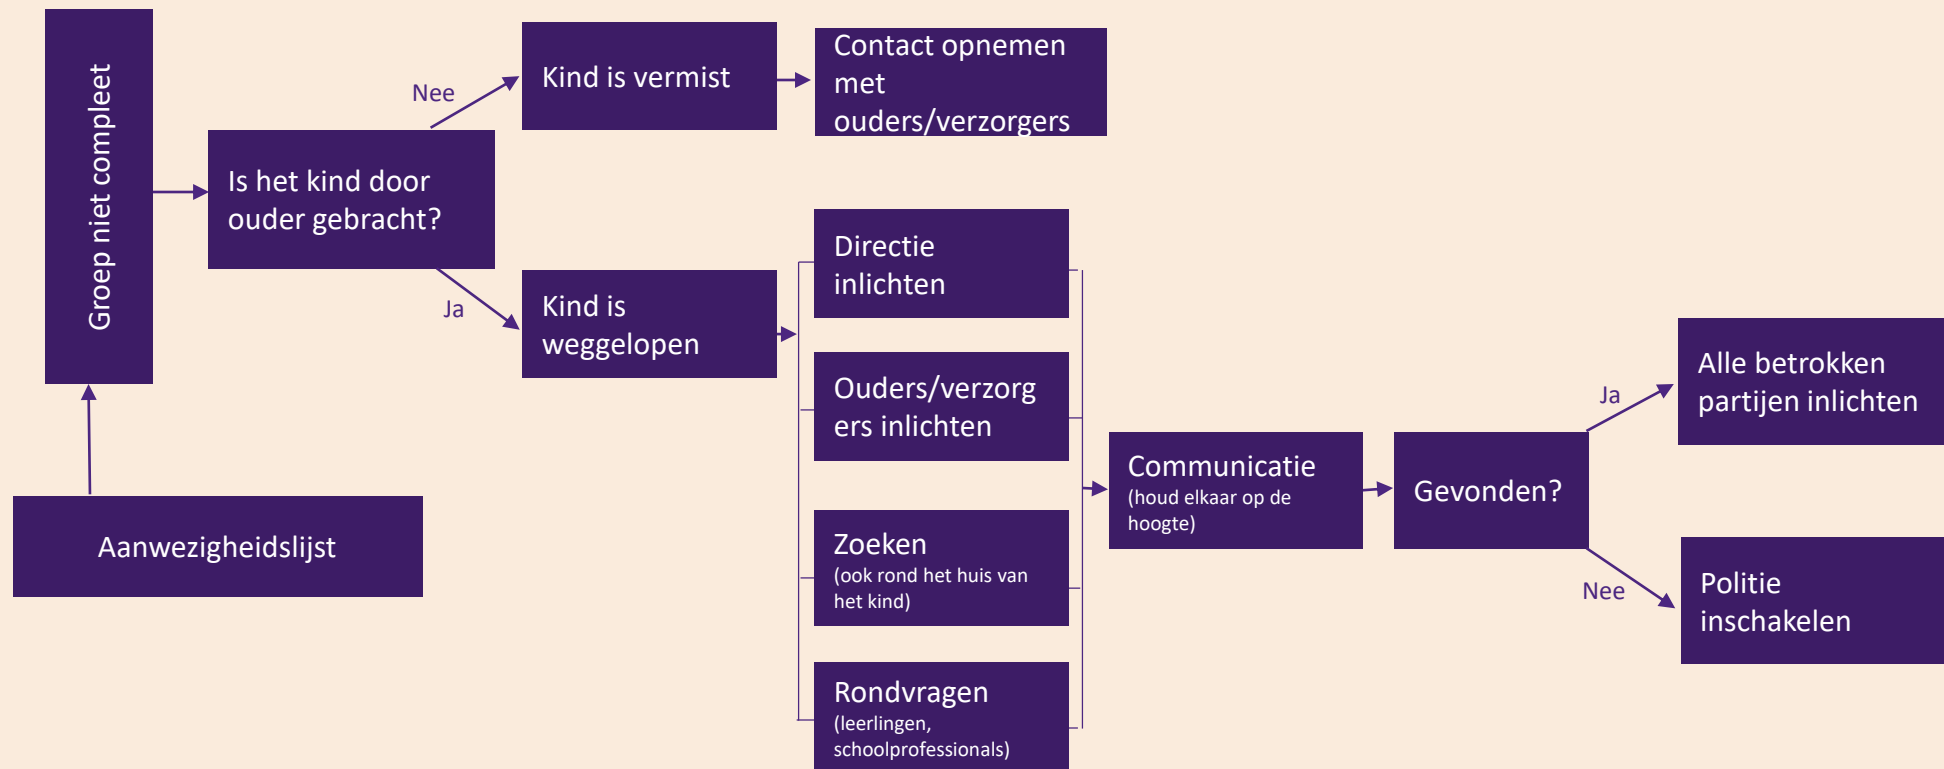 Groep niet compleet
Aanwezigheidslijst
Is het kind door
ouder gebracht?
Nee
Ja
Kind is vermist
Contact opnemen
met
ouders/verzorgers
Kind is
weggelopen
Directie
inlichten
Ouders/verzorg
ers inlichten
Zoeken
(ook rond het huis van
het kind)
Rondvragen
(leerlingen,
schoolprofessionals)
Communicatie
(houd elkaar op de
hoogte)
Gevonden?
Ja
Nee
Alle betrokken
partijen inlichten
Politie
inschakelen